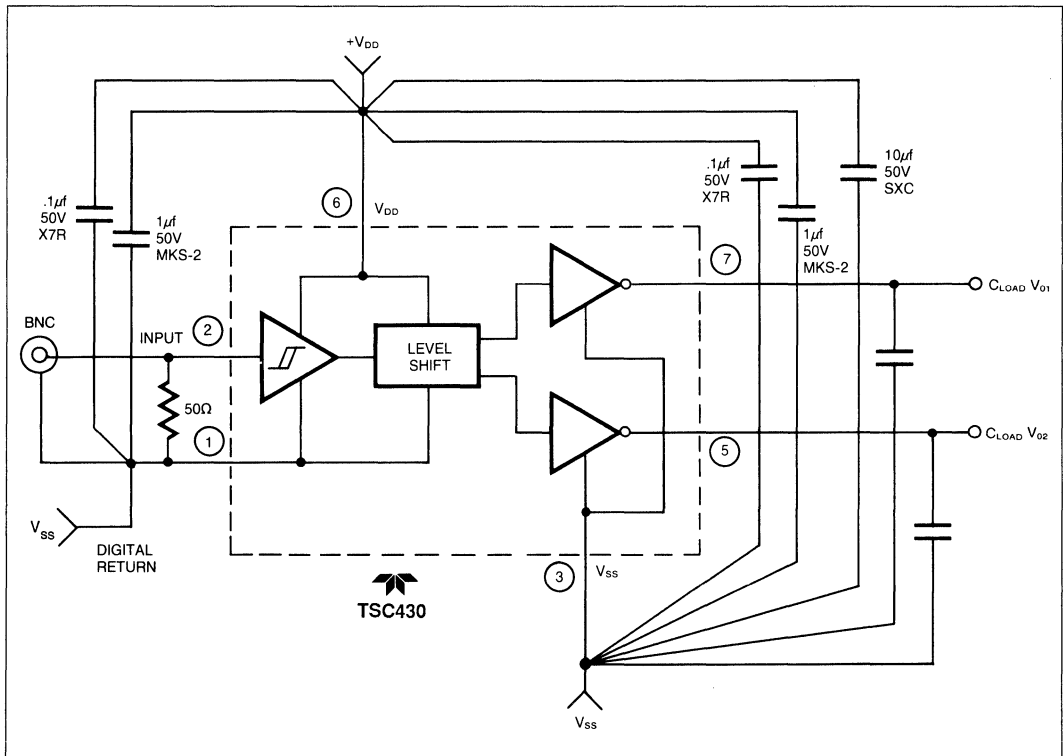 +VDD
.1µf
50V
X7R
1µf
50V
MKS-2
6
VDD
.1µf
50V
X7R
1µf
50V
MKS-2
10µf
50V
SXC
7
CLOAD V01
BNC
INPUT
2
LEVEL
SHIFT
50Ω
1
5
CLOAD V02
VSS
DIGITAL
RETURN
3
VSS
TSC430
VSS